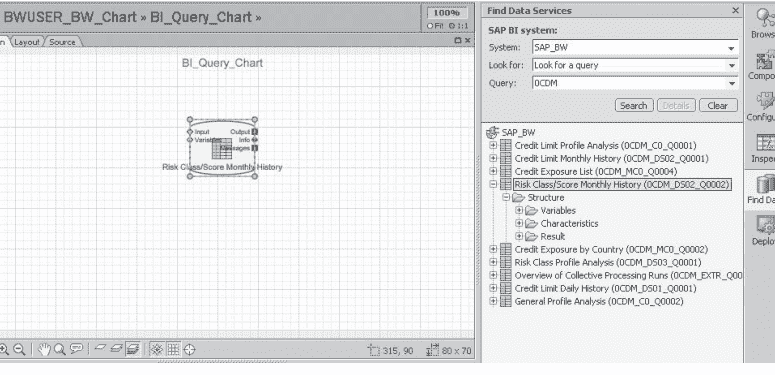 BWUSER_BW_Chart » BI_Query_Chart »
100%
Fit 1:1
Layout / Source
BI_Query_Chart
Input Output
Variables Info
Messages
Risk Class/Score Monthly History
315, 90 80 x 70
Find Data Services
SAP BI system:
System: SAP_BW
Look for: Look for a query
Query: 0CDM
Search Details Clear
SAP_BW
Credit Limit Profile Analysis (0CDM_C0_Q0001)
Credit Limit Monthly History (0CDM_DS02_Q0001)
Credit Exposure List (0CDM_MC0_Q0004)
Risk Class/Score Monthly History (0CDM_DS02_Q0002)
Structure
Variables
Characteristics
Result
Credit Exposure by Country (0CDM_MC0_Q0002)
Risk Class Profile Analysis (0CDM_DS03_Q0001)
Overview of Collective Processing Runs (0CDM_EXTR_Q00
Credit Limit Daily History (0CDM_DS01_Q0001)
General Profile Analysis (0CDM_C0_Q0002)
Brows
Compo
Configu
Inspe
Find Da
Deplo